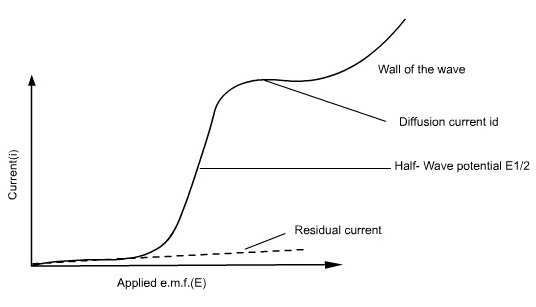 Wall of the wave
Diffusion current id
Half- Wave potential E1/2
Residual current
Current(i)
Applied e.m.f.(E)